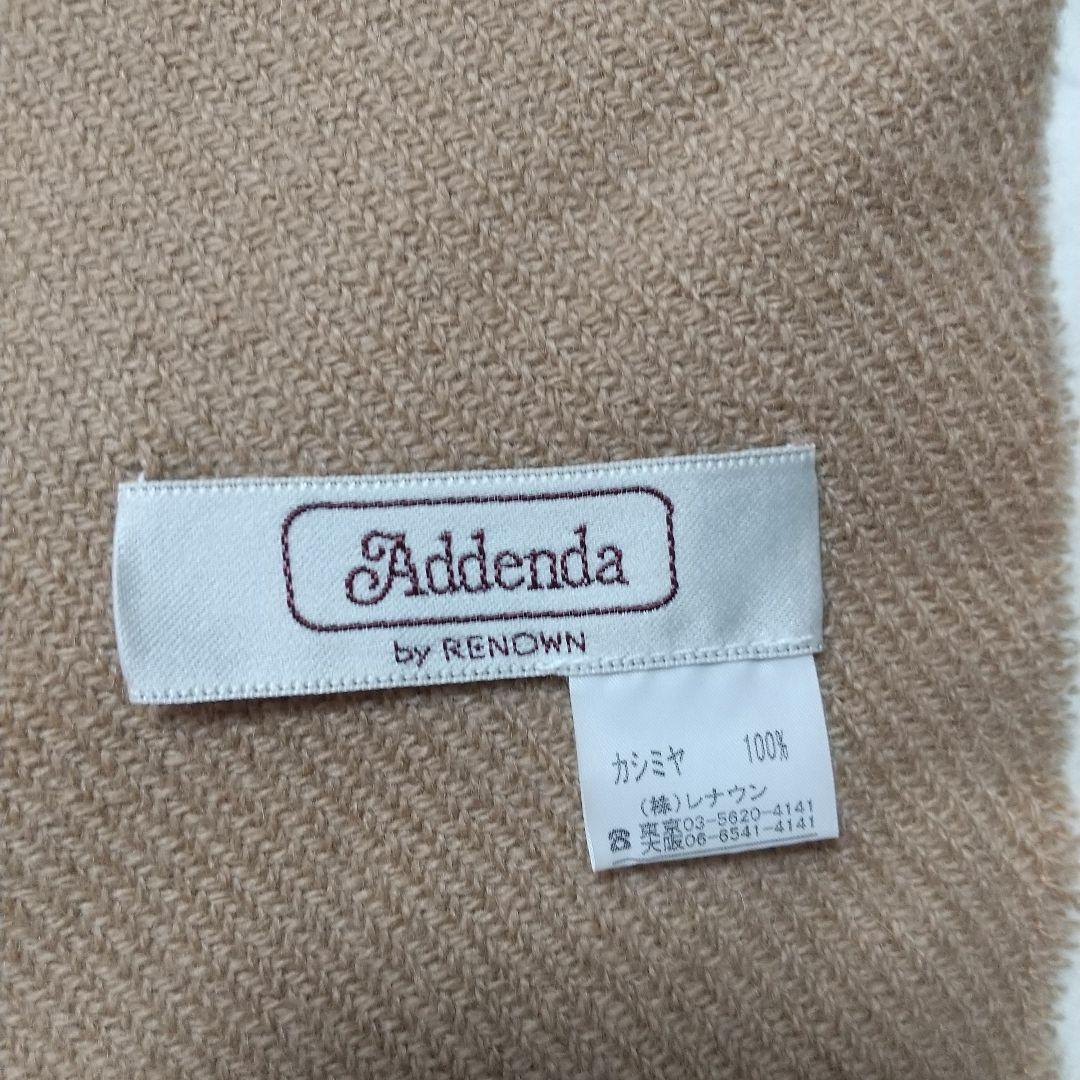 Addenda
by RENOWN
カシミヤ 100%
(株)レナウン
東京03-5620-4141
8 大阪06-6541-4141